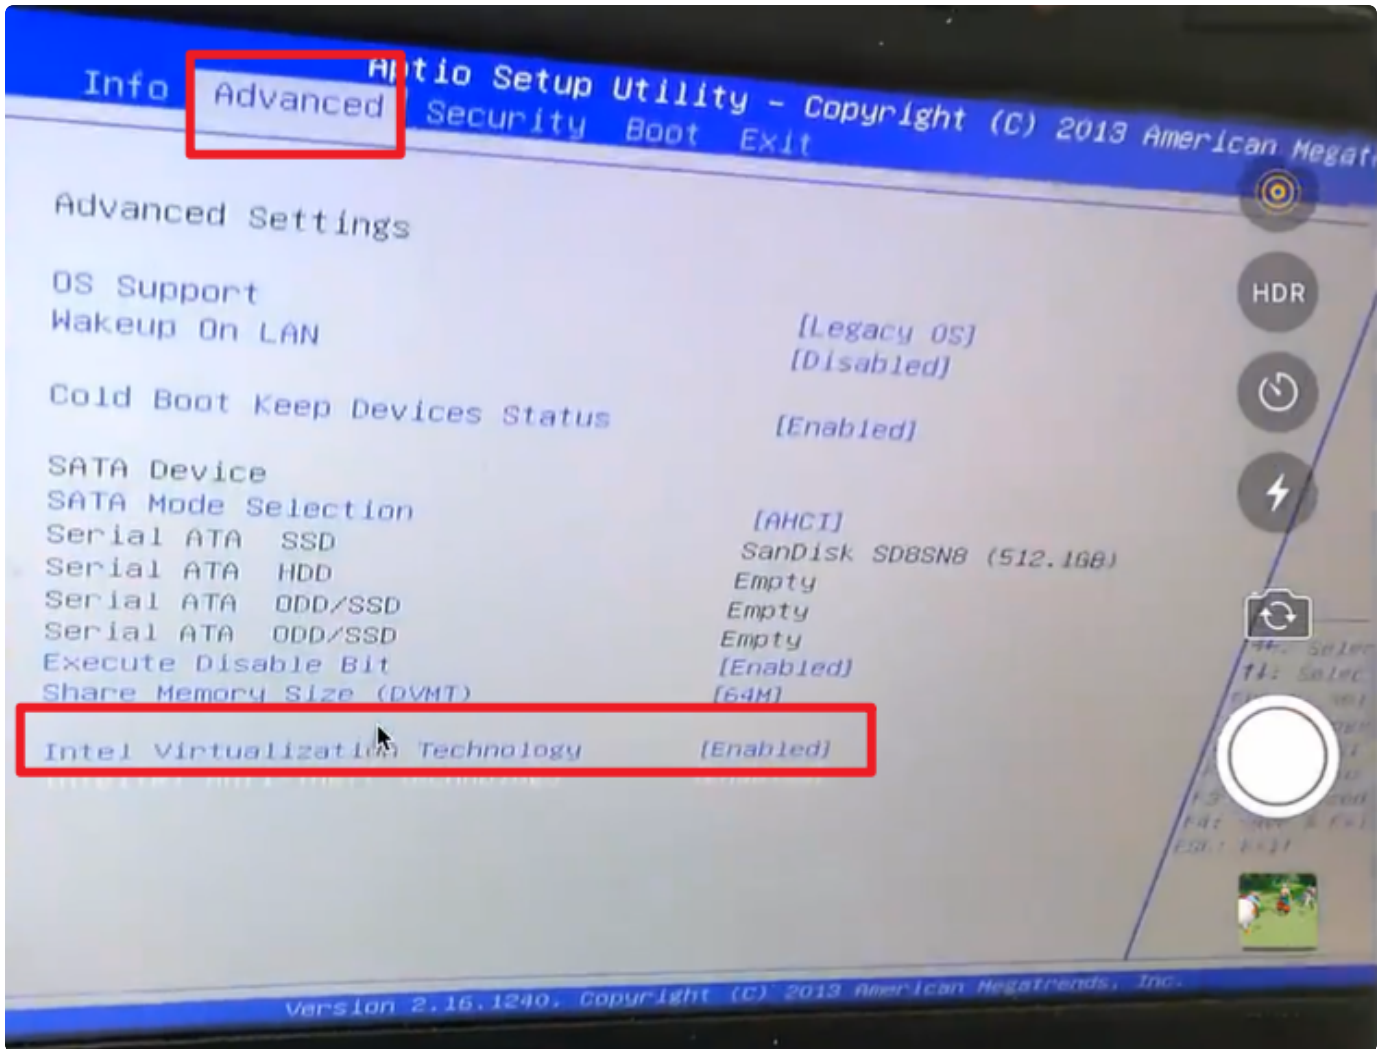 Aptio Setup Utility - Copyright (C) 2013 American Megatr
Info Advanced Security Boot Exit
Advanced Settings
OS Support [Legacy OS]
Wakeup On LAN [Disabled]
Cold Boot Keep Devices Status [Enabled]
SATA Device
SATA Mode Selection [AHCI]
Serial ATA SSD SanDisk SD8SN8 (512.1GB)
Serial ATA HDD Empty
Serial ATA ODD/SSD Empty
Serial ATA ODD/SSD Empty
Execute Disable Bit [Enabled]
Share Memory Size (DVMT) [64M]
Intel Virtualization Technology [Enabled]
HDR
Version 2.16.1240. Copyright (C) 2013 American Megatrends, Inc.